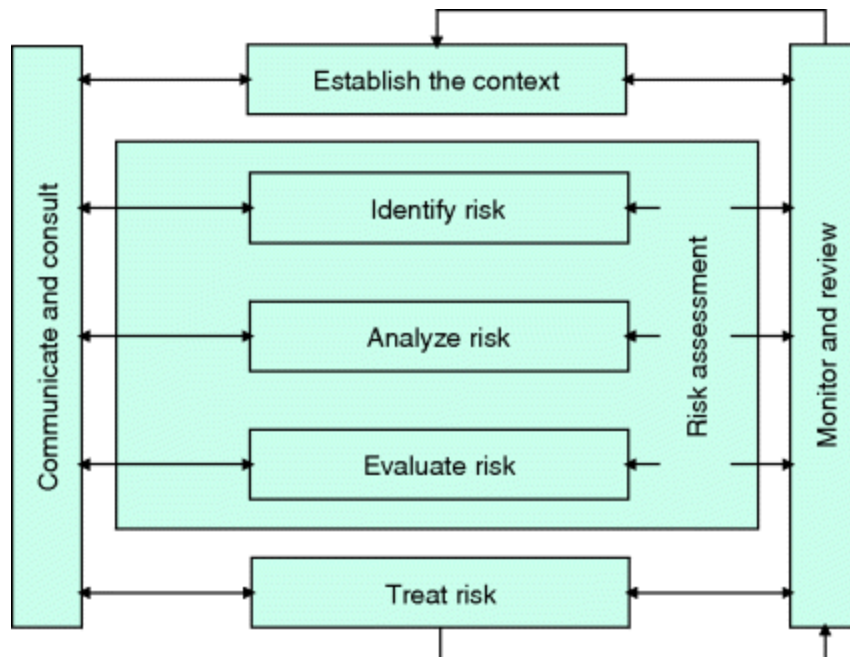 Establish the context
Communicate and consult
Identify risk
Analyze risk
Evaluate risk
Risk assessment
Monitor and review
Treat risk